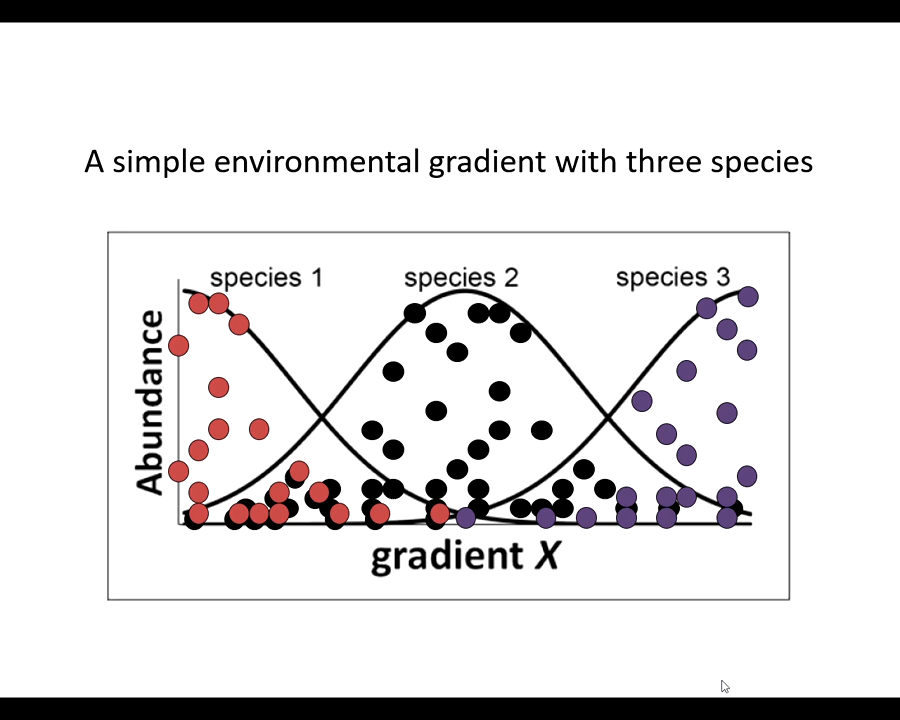 A simple environmental gradient with three species
species 1 species 2 species 3
Abundance
gradient X